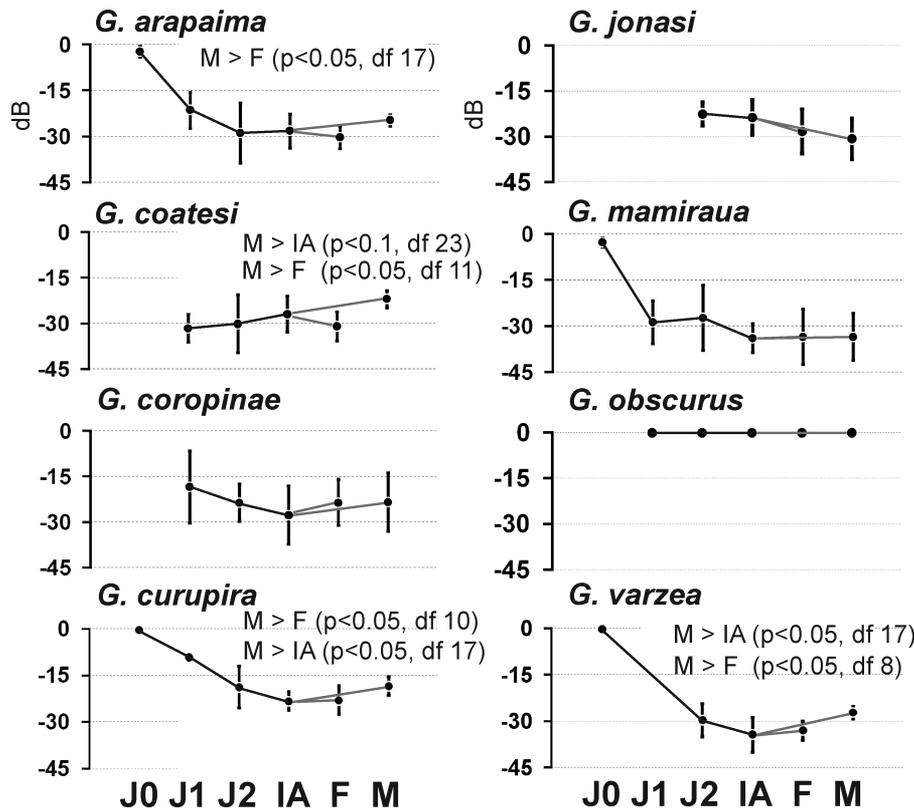 G. arapaima
0
M > F (p<0.05, df 17)
-15
dB
-30
-45
G. jonasi
0
-15
dB
-30
-45
G. coatesi
0
M > IA (p<0.1, df 23)
M > F (p<0.05, df 11)
-15
-30
-45
G. mamiraua
0
-15
-30
-45
G. coropinae
0
-15
-30
-45
G. obscurus
0
-15
-30
-45
G. curupira
M > F (p<0.05, df 10)
0
M > IA (p<0.05, df 17)
-15
-30
-45
J0 J1 J2 IA F M
G. varzea
0
M > IA (p<0.05, df 17)
M > F (p<0.05, df 8)
-15
-30
-45
J0 J1 J2 IA F M